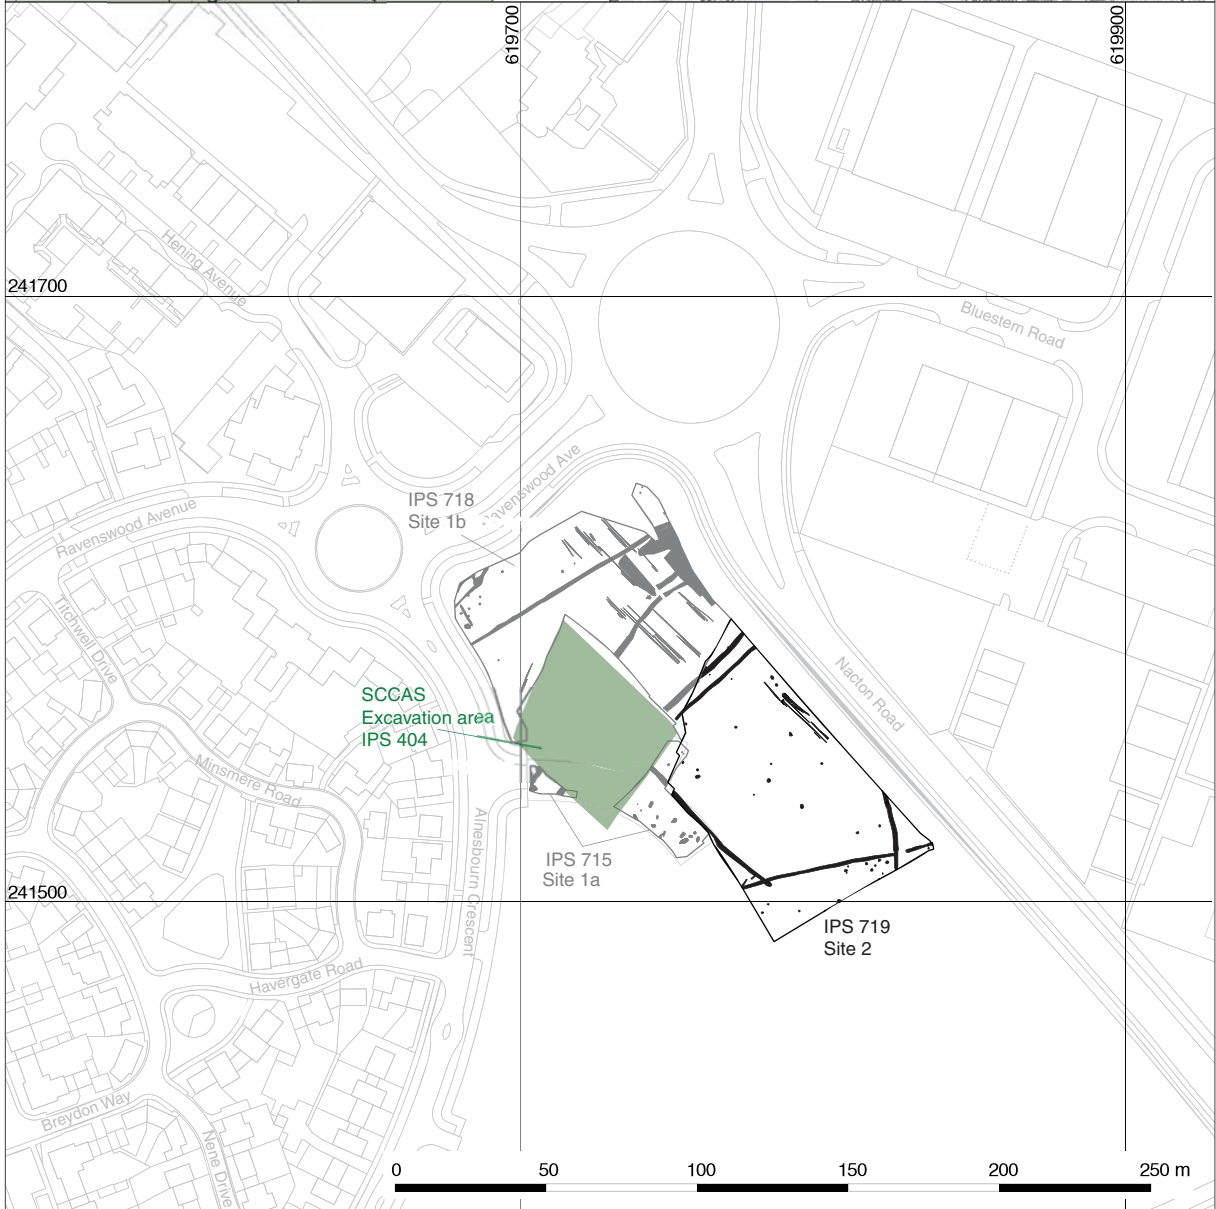 619700
619900
Hening Avenue
241700
Bluestem Road
IPS 718
Site 1b
Ravenswood Ave
Ravenswood Avenue
Titchwell Drive
Nacton Road
SCCAS
Excavation area
IPS 404
Minsmere Road
Alnesbourn Crescent
IPS 715
Site 1a
241500
IPS 719
Site 2
Havergate Road
Breydon Way
Nene Drive
0 50 100 150 200 250 m